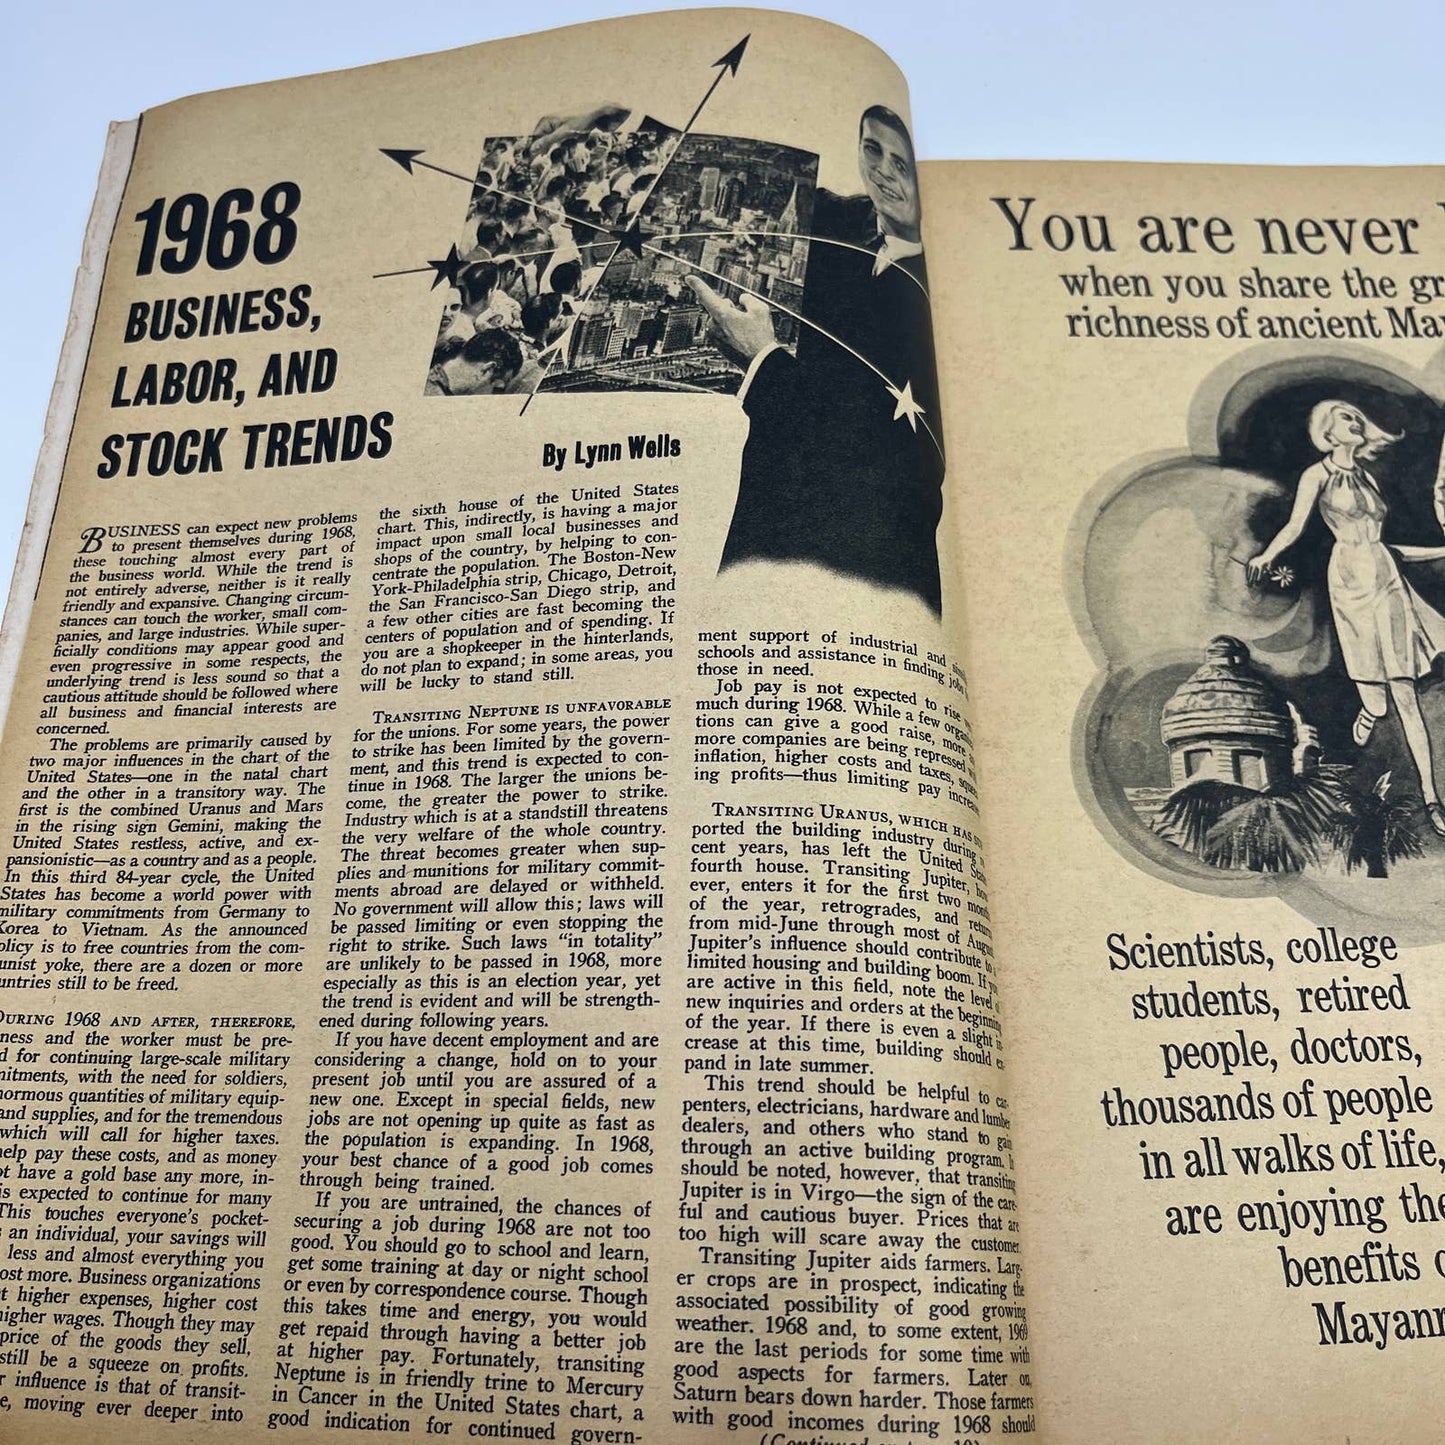 1968
BUSINESS,
LABOR, AND
STOCK TRENDS
By Lynn Wells
BUSINESS can expect new problems
to present themselves during 1968,
these touching almost every part of
the business world. While the trend is
not entirely adverse, neither is it really
friendly and expansive. Changing circum-
stances can touch the worker, small com-
panies, and large industries. While super-
ficially conditions may appear good and
even progressive in some respects, the
underlying trend is less sound so that a
cautious attitude should be followed where
all business and financial interests are
concerned.
The problems are primarily caused by
two major influences in the chart of the
United States—one in the natal chart
and the other in a transitory way. The
first is the combined Uranus and Mars
in the rising sign Gemini, making the
United States restless, active, and ex-
pansionistic—as a country and as a people.
In this third 84-year cycle, the United
States has become a world power with
military commitments from Germany to
Korea to Vietnam. As the announced
olicy is to free countries from the com-
unist yoke, there are a dozen or more
untries still to be freed.
DURING 1968 AND AFTER, THEREFORE,
ness and the worker must be pre-
d for continuing large-scale military
mitments, with the need for soldiers,
normous quantities of military equip-
and supplies, and for the tremendous
which will call for higher taxes.
help pay these costs, and as money
ot have a gold base any more, in-
is expected to continue for many
This touches everyone's pocket-
s an individual, your savings will
less and almost everything you
ost more. Business organizations
t higher expenses, higher cost
higher wages. Though they may
price of the goods they sell,
still be a squeeze on profits.
r influence is that of transit-
e, moving ever deeper into
the sixth house of the United States
chart. This, indirectly, is having a major
impact upon small local businesses and
shops of the country, by helping to con-
centrate the population. The Boston-New
York-Philadelphia strip, Chicago, Detroit,
the San Francisco-San Diego strip, and
a few other cities are fast becoming the
centers of population and of spending. If
you are a shopkeeper in the hinterlands,
do not plan to expand; in some areas, you
will be lucky to stand still.
TRANSITING NEPTUNE IS UNFAVORABLE
for the unions. For some years, the power
to strike has been limited by the govern-
ment, and this trend is expected to con-
tinue in 1968. The larger the unions be-
come, the greater the power to strike.
Industry which is at a standstill threatens
the very welfare of the whole country.
The threat becomes greater when sup-
plies and munitions for military commit-
ments abroad are delayed or withheld.
No government will allow this; laws will
be passed limiting or even stopping the
right to strike. Such laws "in totality"
are unlikely to be passed in 1968, more
especially as this is an election year, yet
the trend is evident and will be strength-
ened during following years.
If you have decent employment and are
considering a change, hold on to your
present job until you are assured of a
new one. Except in special fields, new
jobs are not opening up quite as fast as
the population is expanding. In 1968,
your best chance of a good job comes
through being trained.
If you are untrained, the chances of
securing a job during 1968 are not too
good. You should go to school and learn,
get some training at day or night school
or even by correspondence course. Though
this takes time and energy, you would
get repaid through having a better job
at higher pay. Fortunately, transiting
Neptune is in friendly trine to Mercury
in Cancer in the United States chart, a
good indication for continued govern-
ment support of industrial and
schools and assistance in finding jobs
those in need.
Job pay is not expected to rise
much during 1968. While a few organiza-
tions can give a good raise, more
more companies are being repressed
inflation, higher costs and taxes,
ing profits—thus limiting pay increa
TRANSITING URANUS, WHICH HAS
ported the building industry during
cent years, has left the United Stat
fourth house. Transiting Jupiter, how
ever, enters it for the first two month
of the year, retrogrades, and return
from mid-June through most of August
Jupiter's influence should contribute to a
limited housing and building boom. If you
are active in this field, note the level of
new inquiries and orders at the beginning
of the year. If there is even a slight in
crease at this time, building should ex
pand in late summer.
This trend should be helpful to car-
penters, electricians, hardware and lumber
dealers, and others who stand to gain
through an active building program. It
should be noted, however, that transiting
Jupiter is in Virgo—the sign of the care-
ful and cautious buyer. Prices that are
too high will scare away the customer.
Transiting Jupiter aids farmers. Larg-
er crops are in prospect, indicating the
associated possibility of good growing
weather. 1968 and, to some extent, 1969
are the last periods for some time with
good aspects for farmers. Later on,
Saturn bears down harder. Those farmers
with good incomes during 1968 should
You are never
when you share the gr
richness of ancient Ma
Scientists, college
students, retired
people, doctors,
thousands of people
in all walks of life,
are enjoying the
benefits o
Mayan